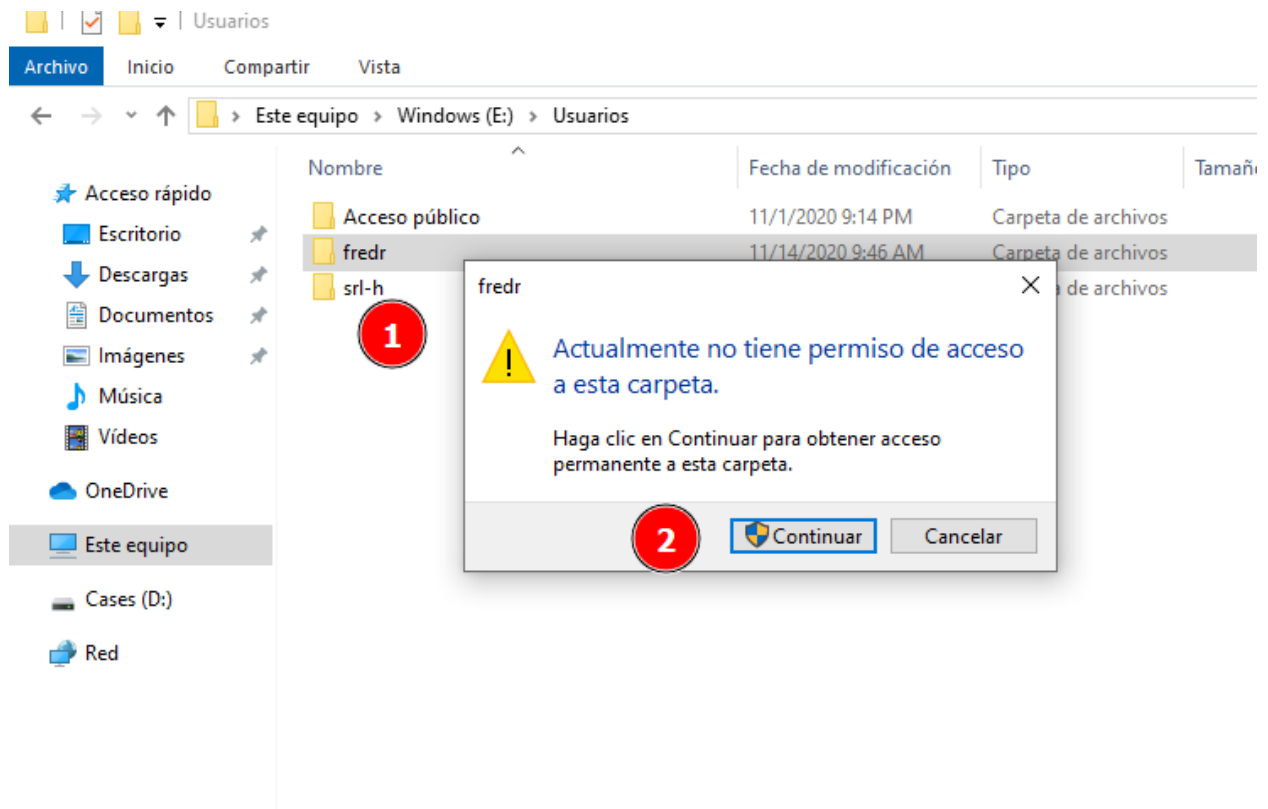 Usuarios
Archivo Inicio Compartir Vista
Este equipo > Windows (E:) > Usuarios
Nombre Fecha de modificación Tipo Tamañ
Acceso rápido
Escritorio
Descargas
Documentos
Imágenes
Música
Vídeos
OneDrive
Este equipo
Cases (D:)
Red
Acceso público 11/1/2020 9:14 PM Carpeta de archivos
fredr 11/14/2020 9:46 AM Carpeta de archivos
srl-h a de archivos
1
fredr
Actualmente no tiene permiso de acceso
a esta carpeta.
Haga clic en Continuar para obtener acceso
permanente a esta carpeta.
2
Continuar Cancelar